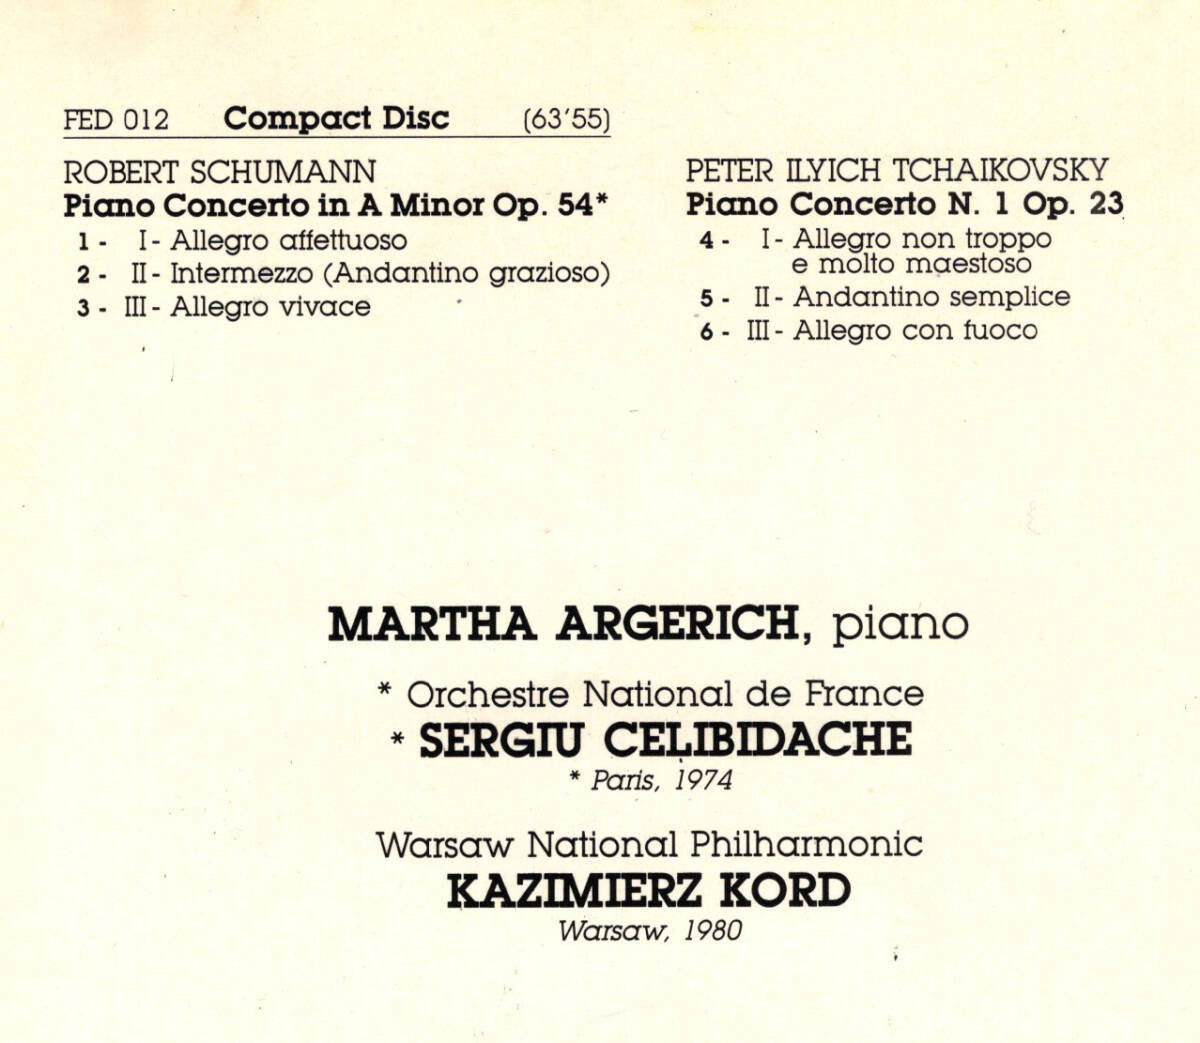 FED 012 Compact Disc (63'55)
ROBERT SCHUMANN
Piano Concerto in A Minor Op. 54*
1 - I - Allegro affettuoso
2 - II - Intermezzo (Andantino grazioso)
3 - III - Allegro vivace
PETER ILYICH TCHAIKOVSKY
Piano Concerto N. 1 Op. 23
4 - I - Allegro non troppo
e molto maestoso
5 - II - Andantino semplice
6 - III - Allegro con fuoco
MARTHA ARGERICH, piano
* Orchestre National de France
* SERGIU CELIBIDACHE
* Paris, 1974
Warsaw National Philharmonic
KAZIMIERZ KORD
Warsaw, 1980